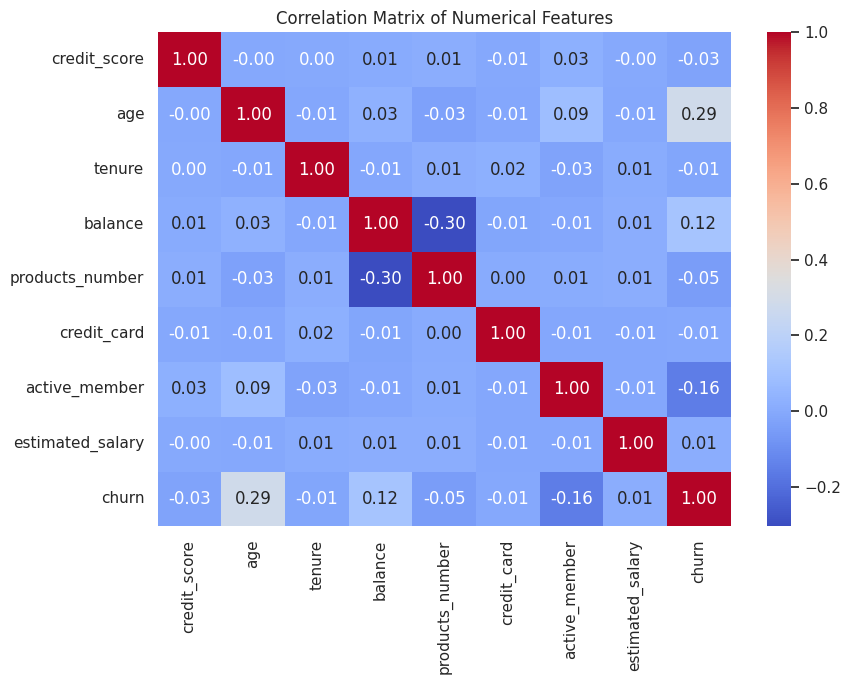 Correlation Matrix of Numerical Features
credit_score 1.00 -0.00 0.00 0.01 0.01 -0.01 0.03 -0.00 -0.03
age -0.00 1.00 -0.01 0.03 -0.03 -0.01 0.09 -0.01 0.29
tenure 0.00 -0.01 1.00 -0.01 0.01 0.02 -0.03 0.01 -0.01
balance 0.01 0.03 -0.01 1.00 -0.30 -0.01 -0.01 0.01 0.12
products_number 0.01 -0.03 0.01 -0.30 1.00 0.00 0.01 0.01 -0.05
credit_card -0.01 -0.01 0.02 -0.01 0.00 1.00 -0.01 -0.01 -0.01
active_member 0.03 0.09 -0.03 -0.01 0.01 -0.01 1.00 -0.01 -0.16
estimated_salary -0.00 -0.01 0.01 0.01 0.01 -0.01 -0.01 1.00 0.01
churn -0.03 0.29 -0.01 0.12 -0.05 -0.01 -0.16 0.01 1.00
credit_score
age
tenure
balance
products_number
credit_card
active_member
estimated_salary
churn
1.0
0.8
0.6
0.4
0.2
0.0
−0.2